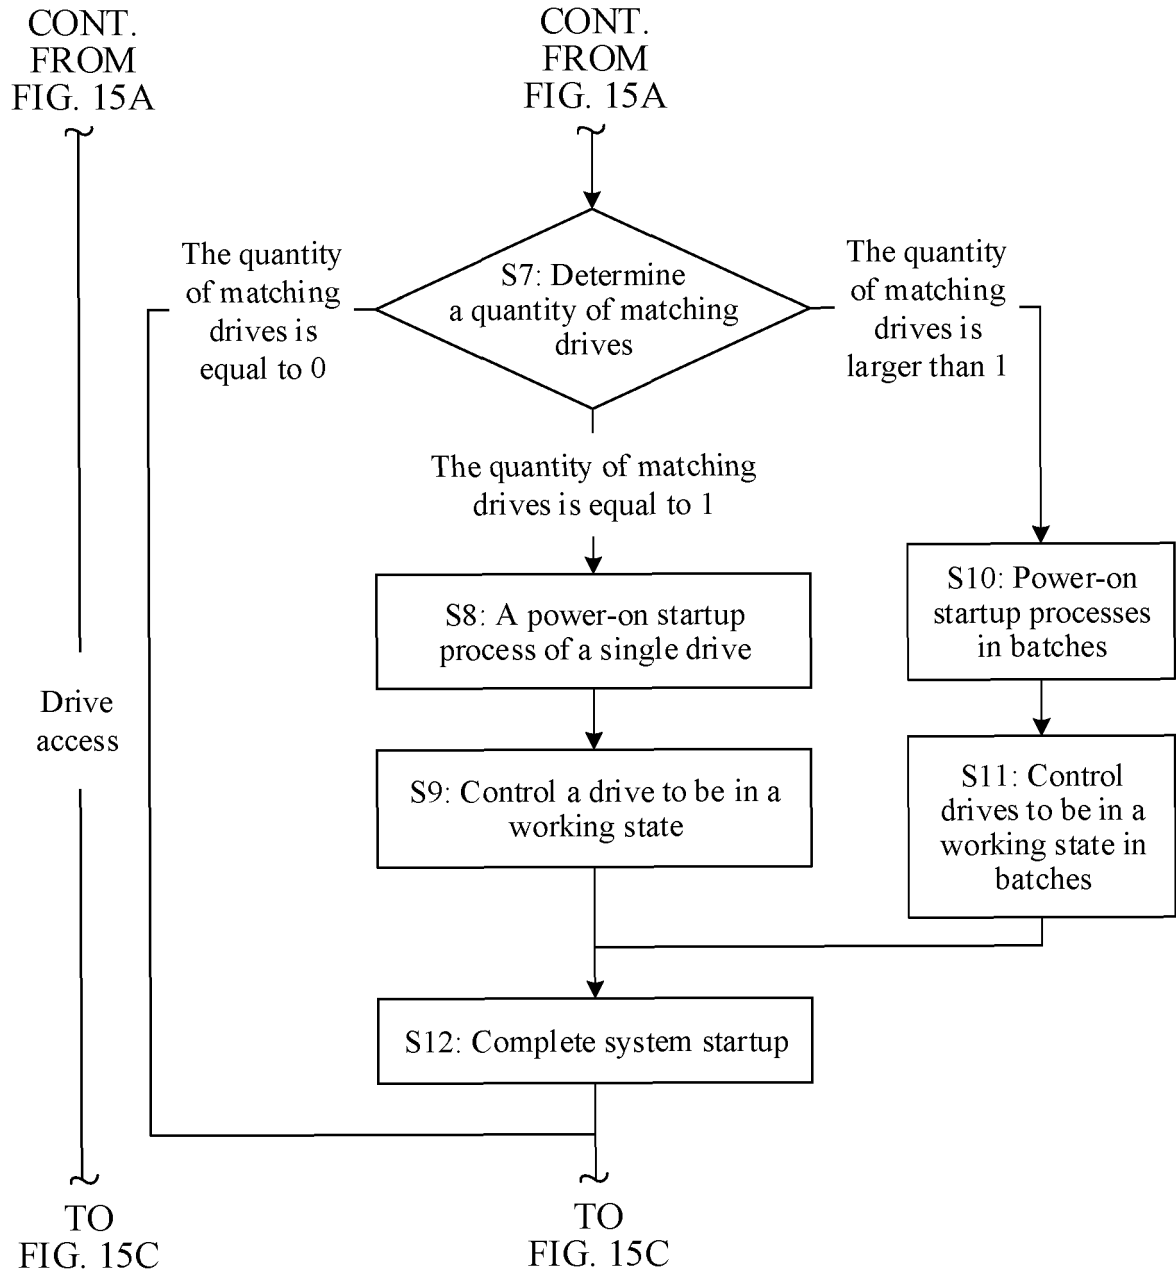 CONT.
FROM
FIG. 15A
CONT.
FROM
FIG. 15A
The quantity
of matching
drives is
equal to 0
S7: Determine
a quantity of matching
drives
The quantity
of matching
drives is
larger than 1
The quantity of matching
drives is equal to 1
S8: A power-on startup
process of a single drive
S10: Power-on
startup processes
in batches
Drive
access
S9: Control a drive to be in a
working state
S11: Control
drives to be in a
working state in
batches
S12: Complete system startup
TO
FIG. 15C
TO
FIG. 15C